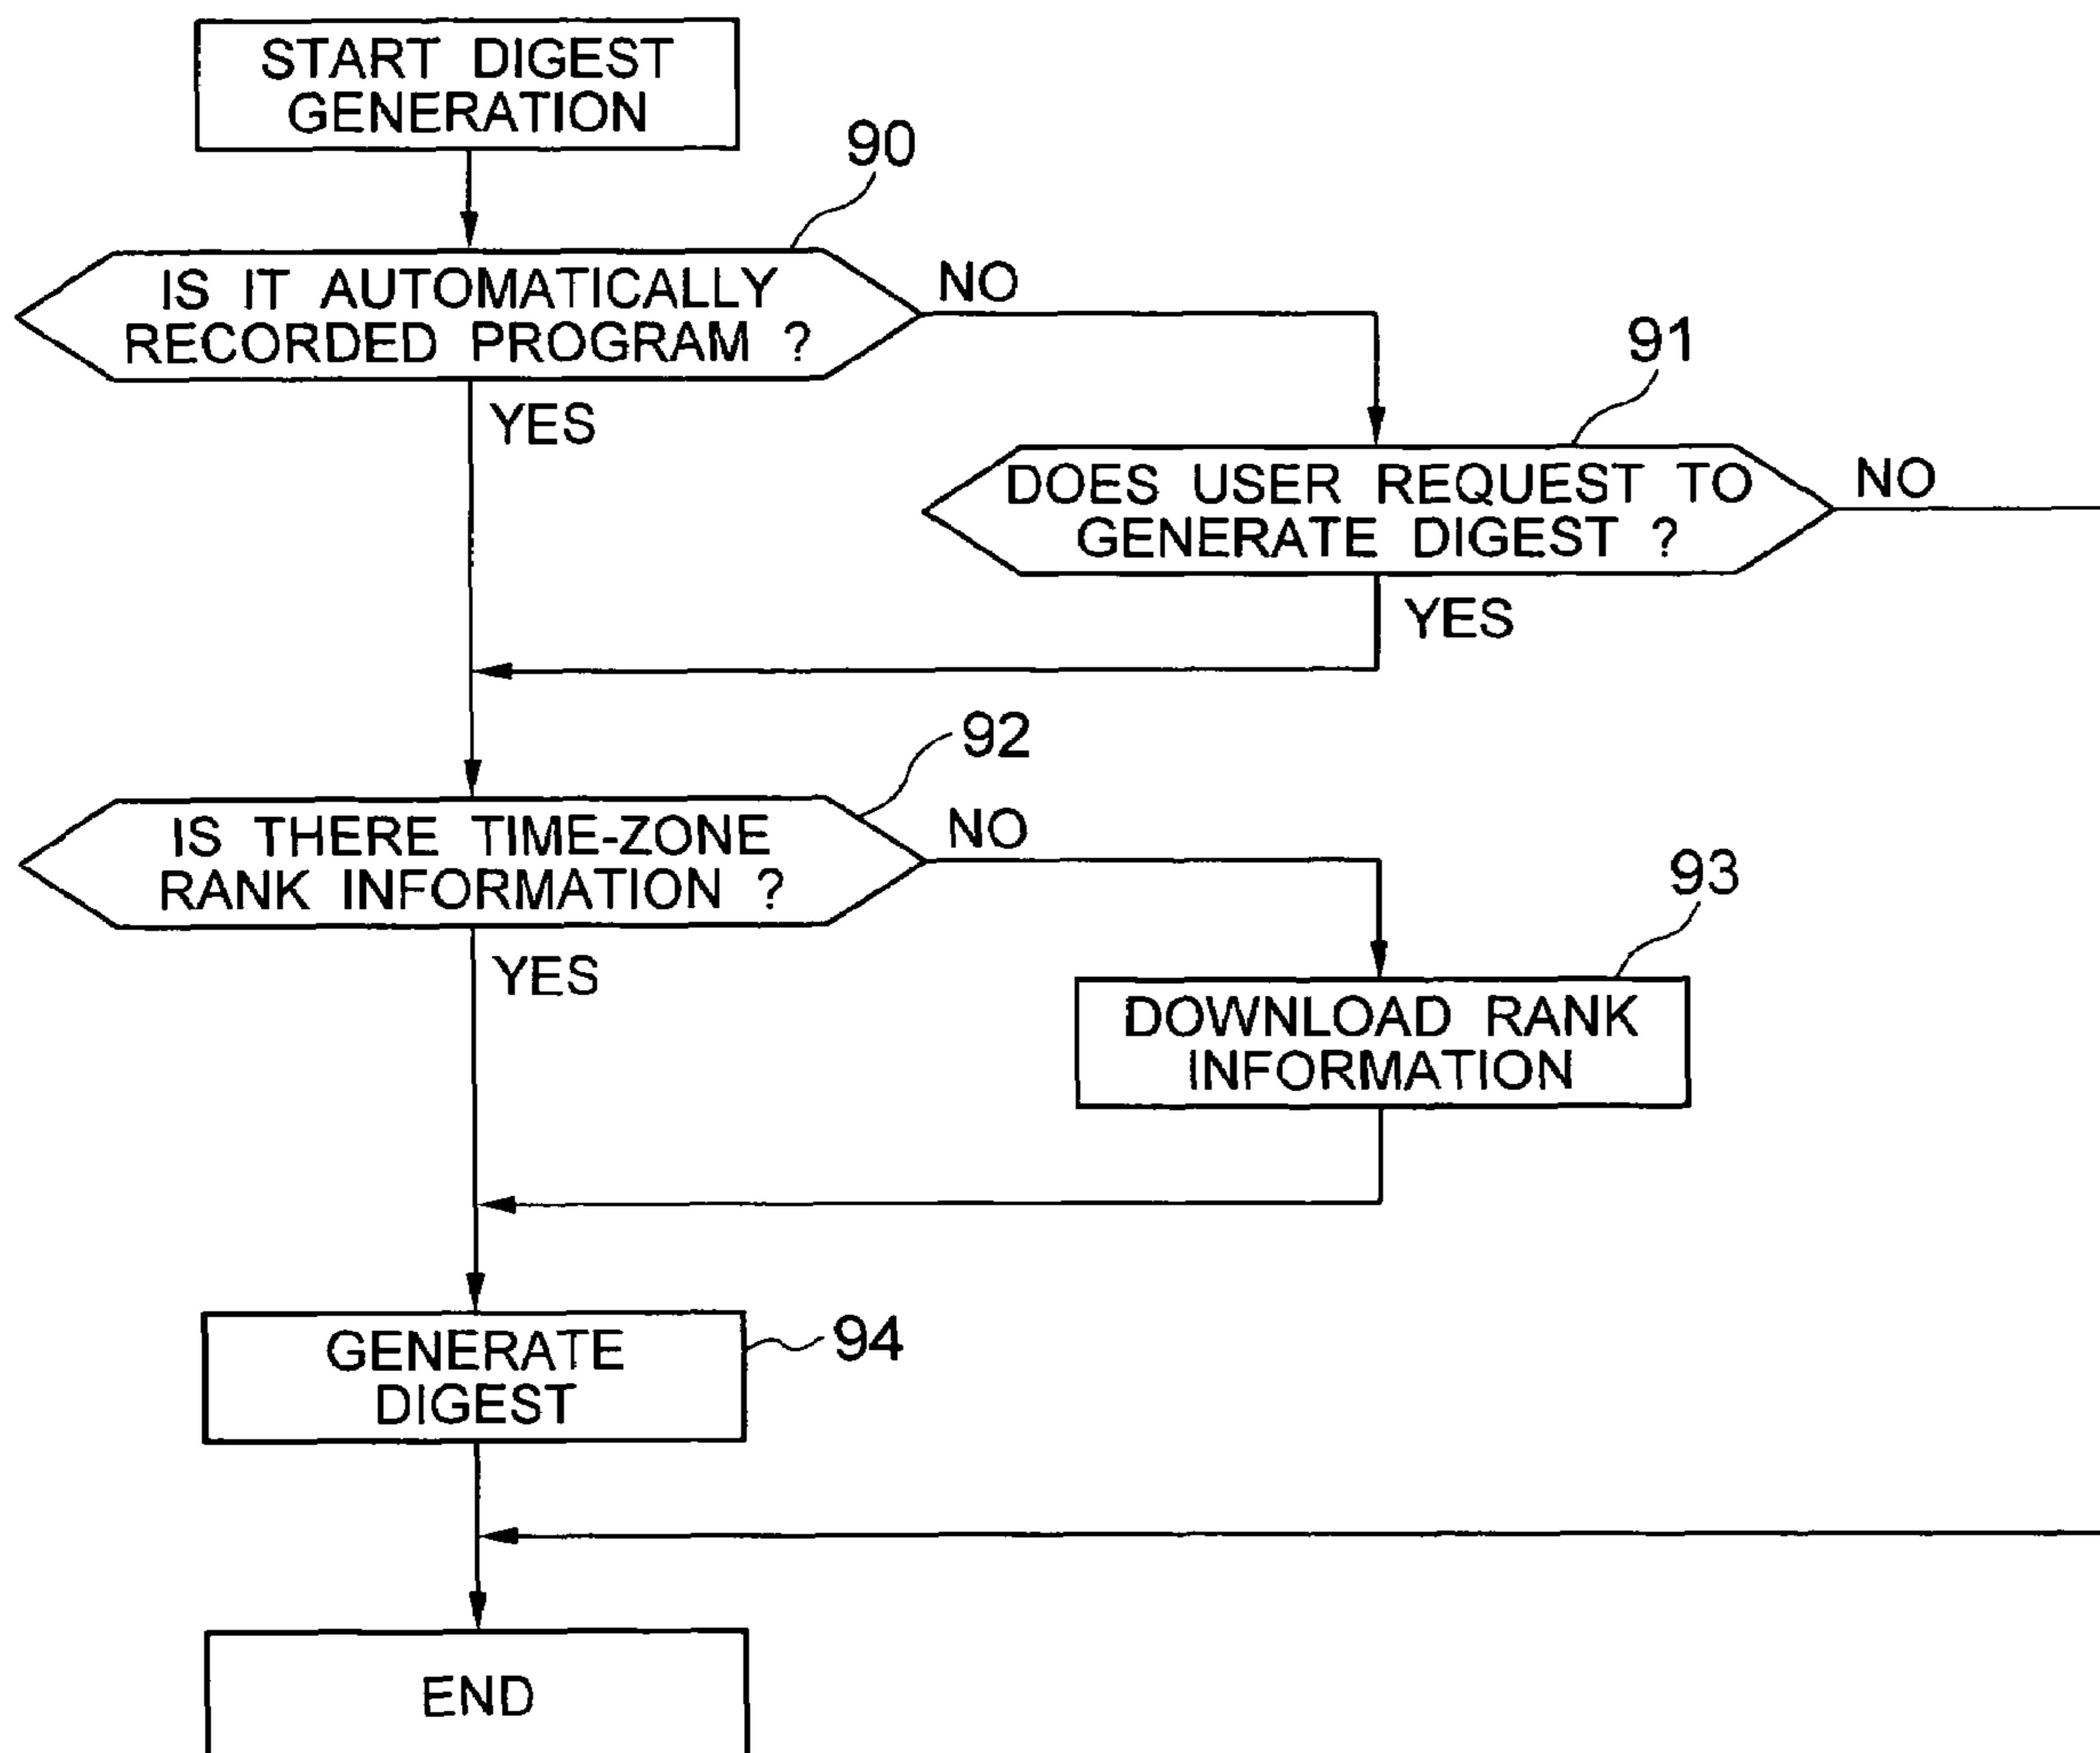 START DIGEST
GENERATION
90
IS IT AUTOMATICALLY
RECORDED PROGRAM ?
NO
YES
91
DOES USER REQUEST TO
GENERATE DIGEST ?
NO
YES
92
IS THERE TIME-ZONE
RANK INFORMATION ?
NO
YES
93
DOWNLOAD RANK
INFORMATION
GENERATE
DIGEST
94
END